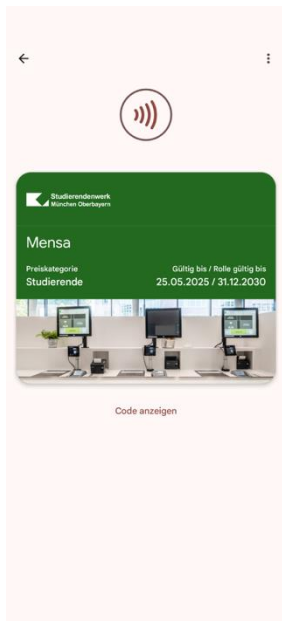 Studierendenwerk
München Oberbayern
Mensa
Preiskategorie
Gültig bis / Rolle gültig bis
Studierende
25.05.2025 / 31.12.2030
Code anzeigen